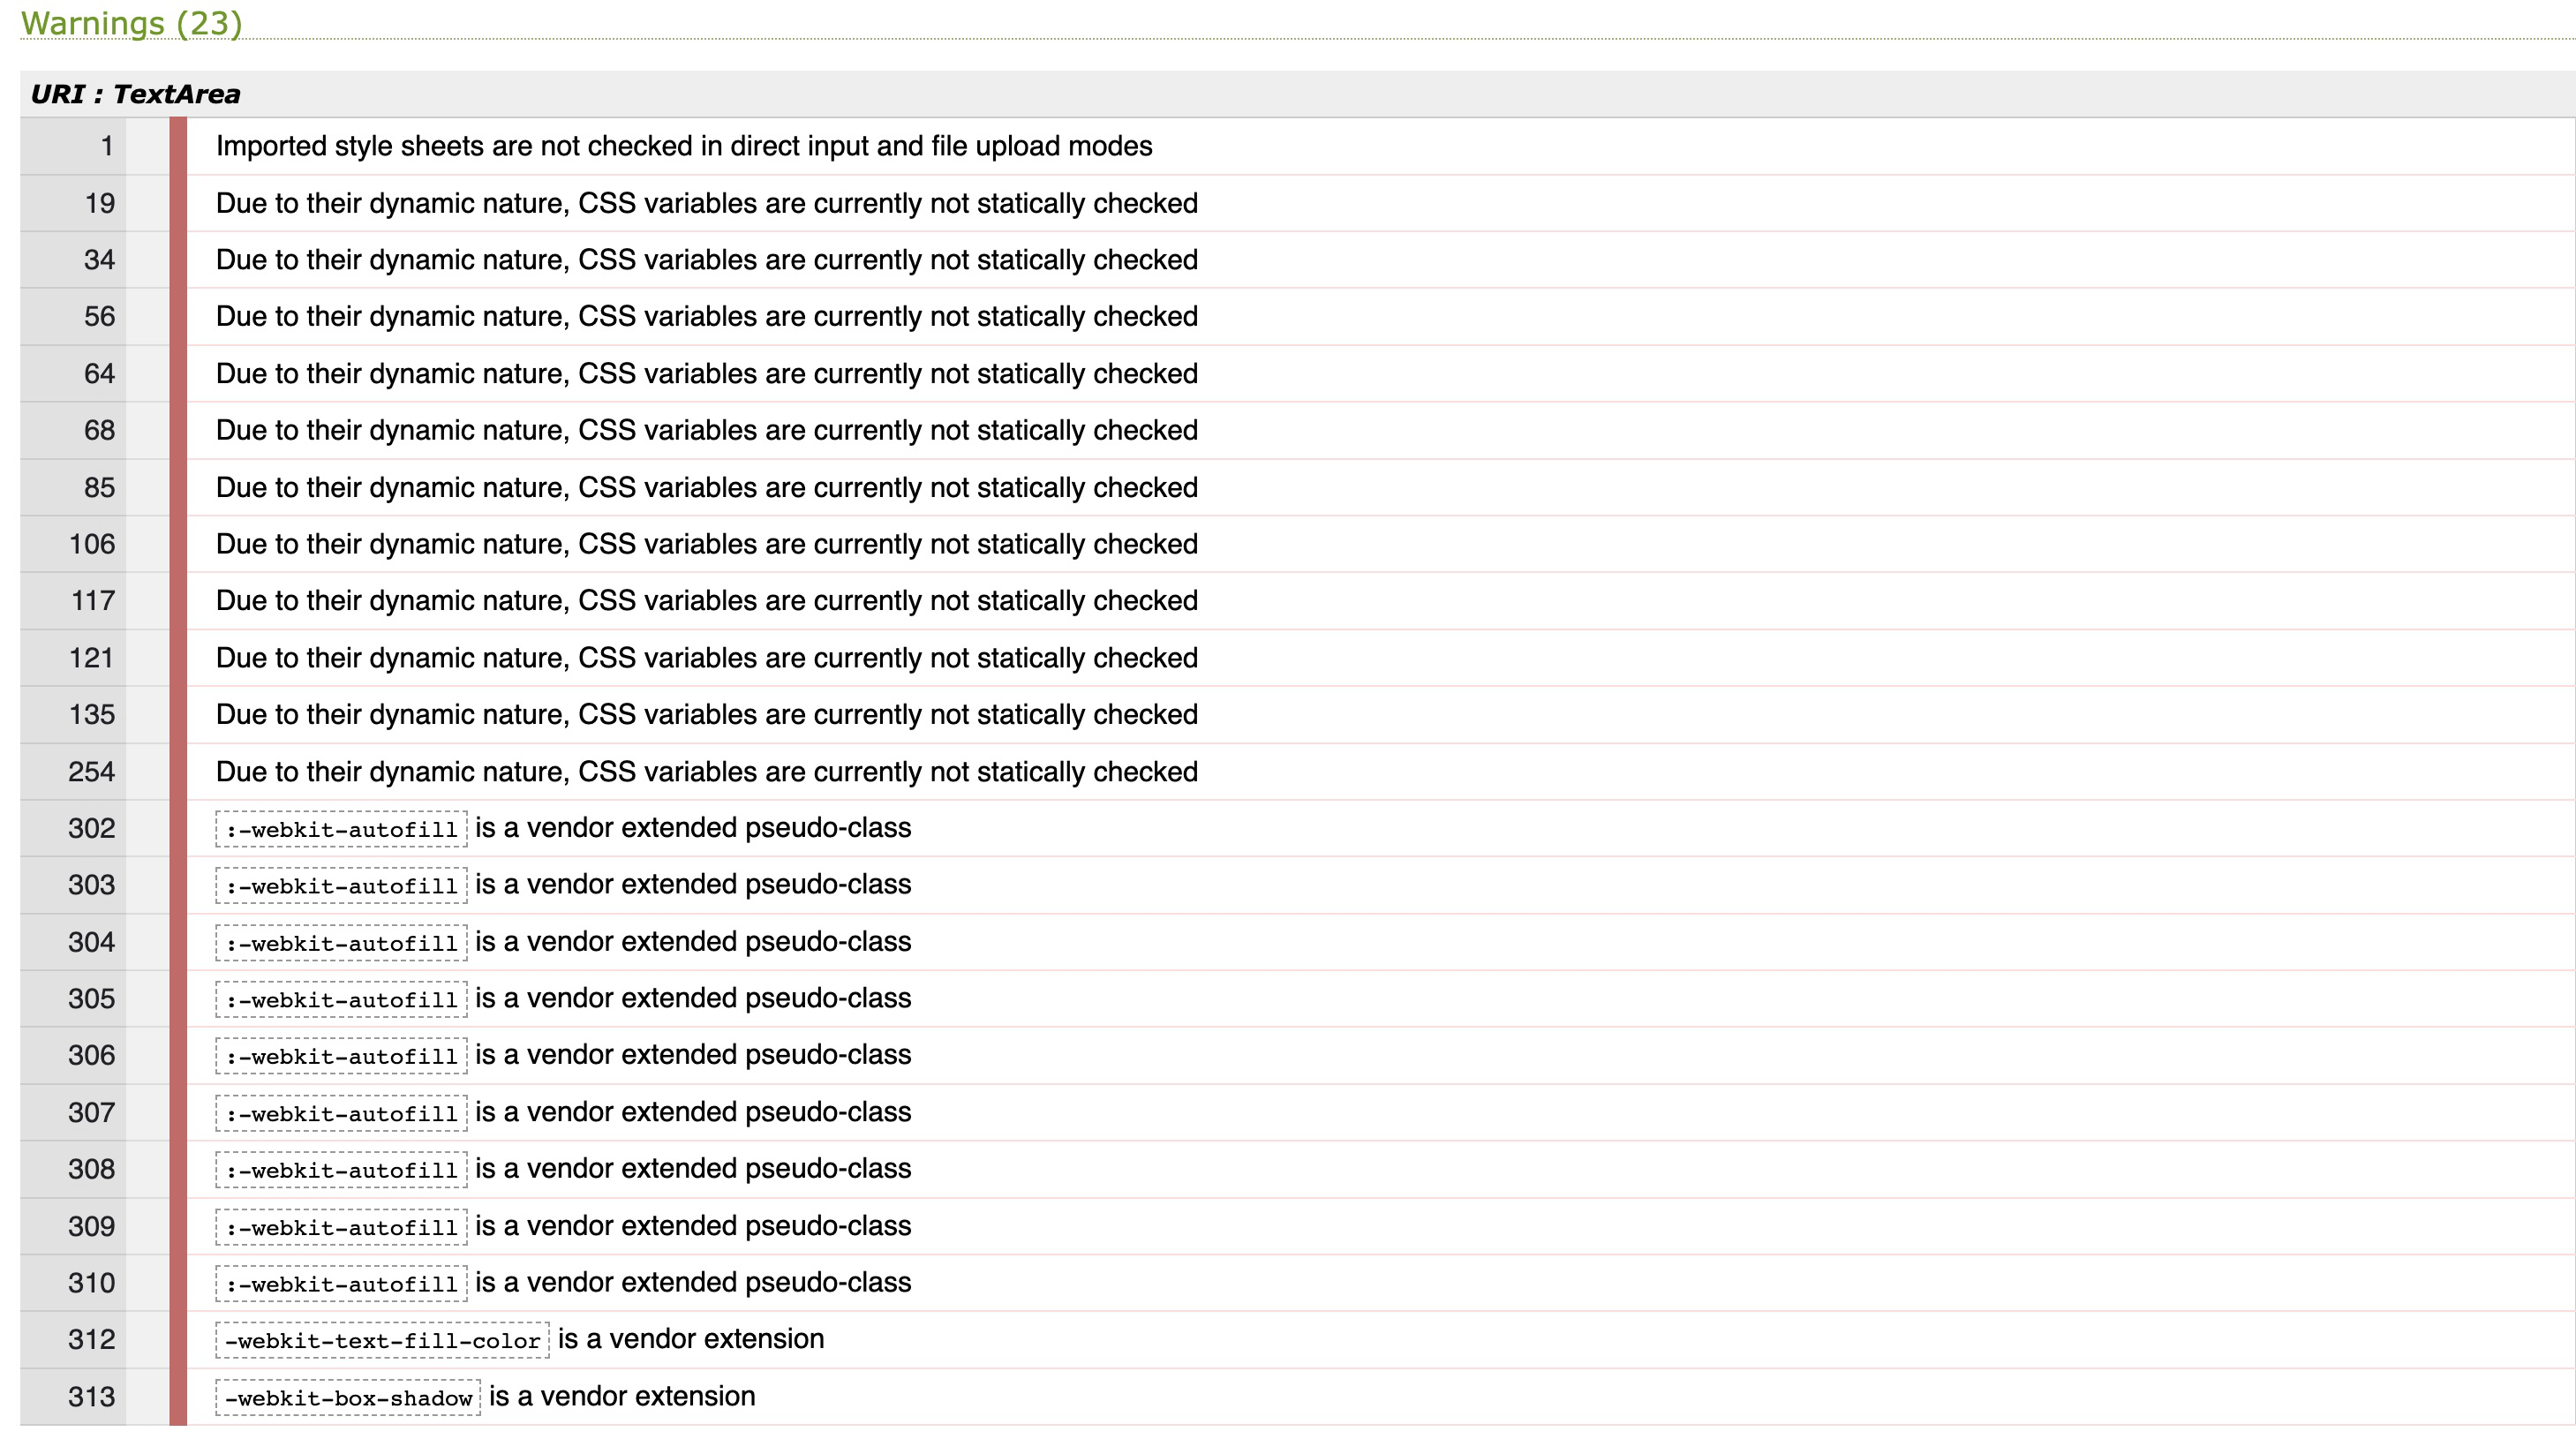 Warnings (23)
URI : TextArea
1 Imported style sheets are not checked in direct input and file upload modes
19 Due to their dynamic nature, CSS variables are currently not statically checked
34 Due to their dynamic nature, CSS variables are currently not statically checked
56 Due to their dynamic nature, CSS variables are currently not statically checked
64 Due to their dynamic nature, CSS variables are currently not statically checked
68 Due to their dynamic nature, CSS variables are currently not statically checked
85 Due to their dynamic nature, CSS variables are currently not statically checked
106 Due to their dynamic nature, CSS variables are currently not statically checked
117 Due to their dynamic nature, CSS variables are currently not statically checked
121 Due to their dynamic nature, CSS variables are currently not statically checked
135 Due to their dynamic nature, CSS variables are currently not statically checked
254 Due to their dynamic nature, CSS variables are currently not statically checked
302 :-webkit-autofill is a vendor extended pseudo-class
303 :-webkit-autofill is a vendor extended pseudo-class
304 :-webkit-autofill is a vendor extended pseudo-class
305 :-webkit-autofill is a vendor extended pseudo-class
306 :-webkit-autofill is a vendor extended pseudo-class
307 :-webkit-autofill is a vendor extended pseudo-class
308 :-webkit-autofill is a vendor extended pseudo-class
309 :-webkit-autofill is a vendor extended pseudo-class
310 :-webkit-autofill is a vendor extended pseudo-class
312 -webkit-text-fill-color is a vendor extension
313 -webkit-box-shadow is a vendor extension